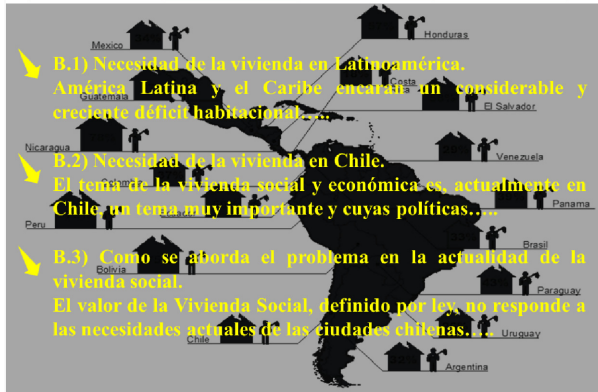 Honduras
Mexico
B.1) Necesidad de la vivienda en Latinoamérica.
América Latina y el Caribe encaran un considerable y
creciente déficit habitacional…..
Costa
Guatemala
El Salvador
Nicaragua
Venezuela
B.2) Necesidad de la vivienda en Chile.
El tema de la vivienda social y económica es, actualmente en
Chile, un tema muy importante y cuyas políticas…..
Panama
Peru
Brasil
B.3) Como se aborda el problema en la actualidad de la
vivienda social.
Bolivia
Paraguay
El valor de la Vivienda Social, definido por ley, no responde a
las necesidades actuales de las ciudades chilenas…..
Uruguay
Chile
Argentina